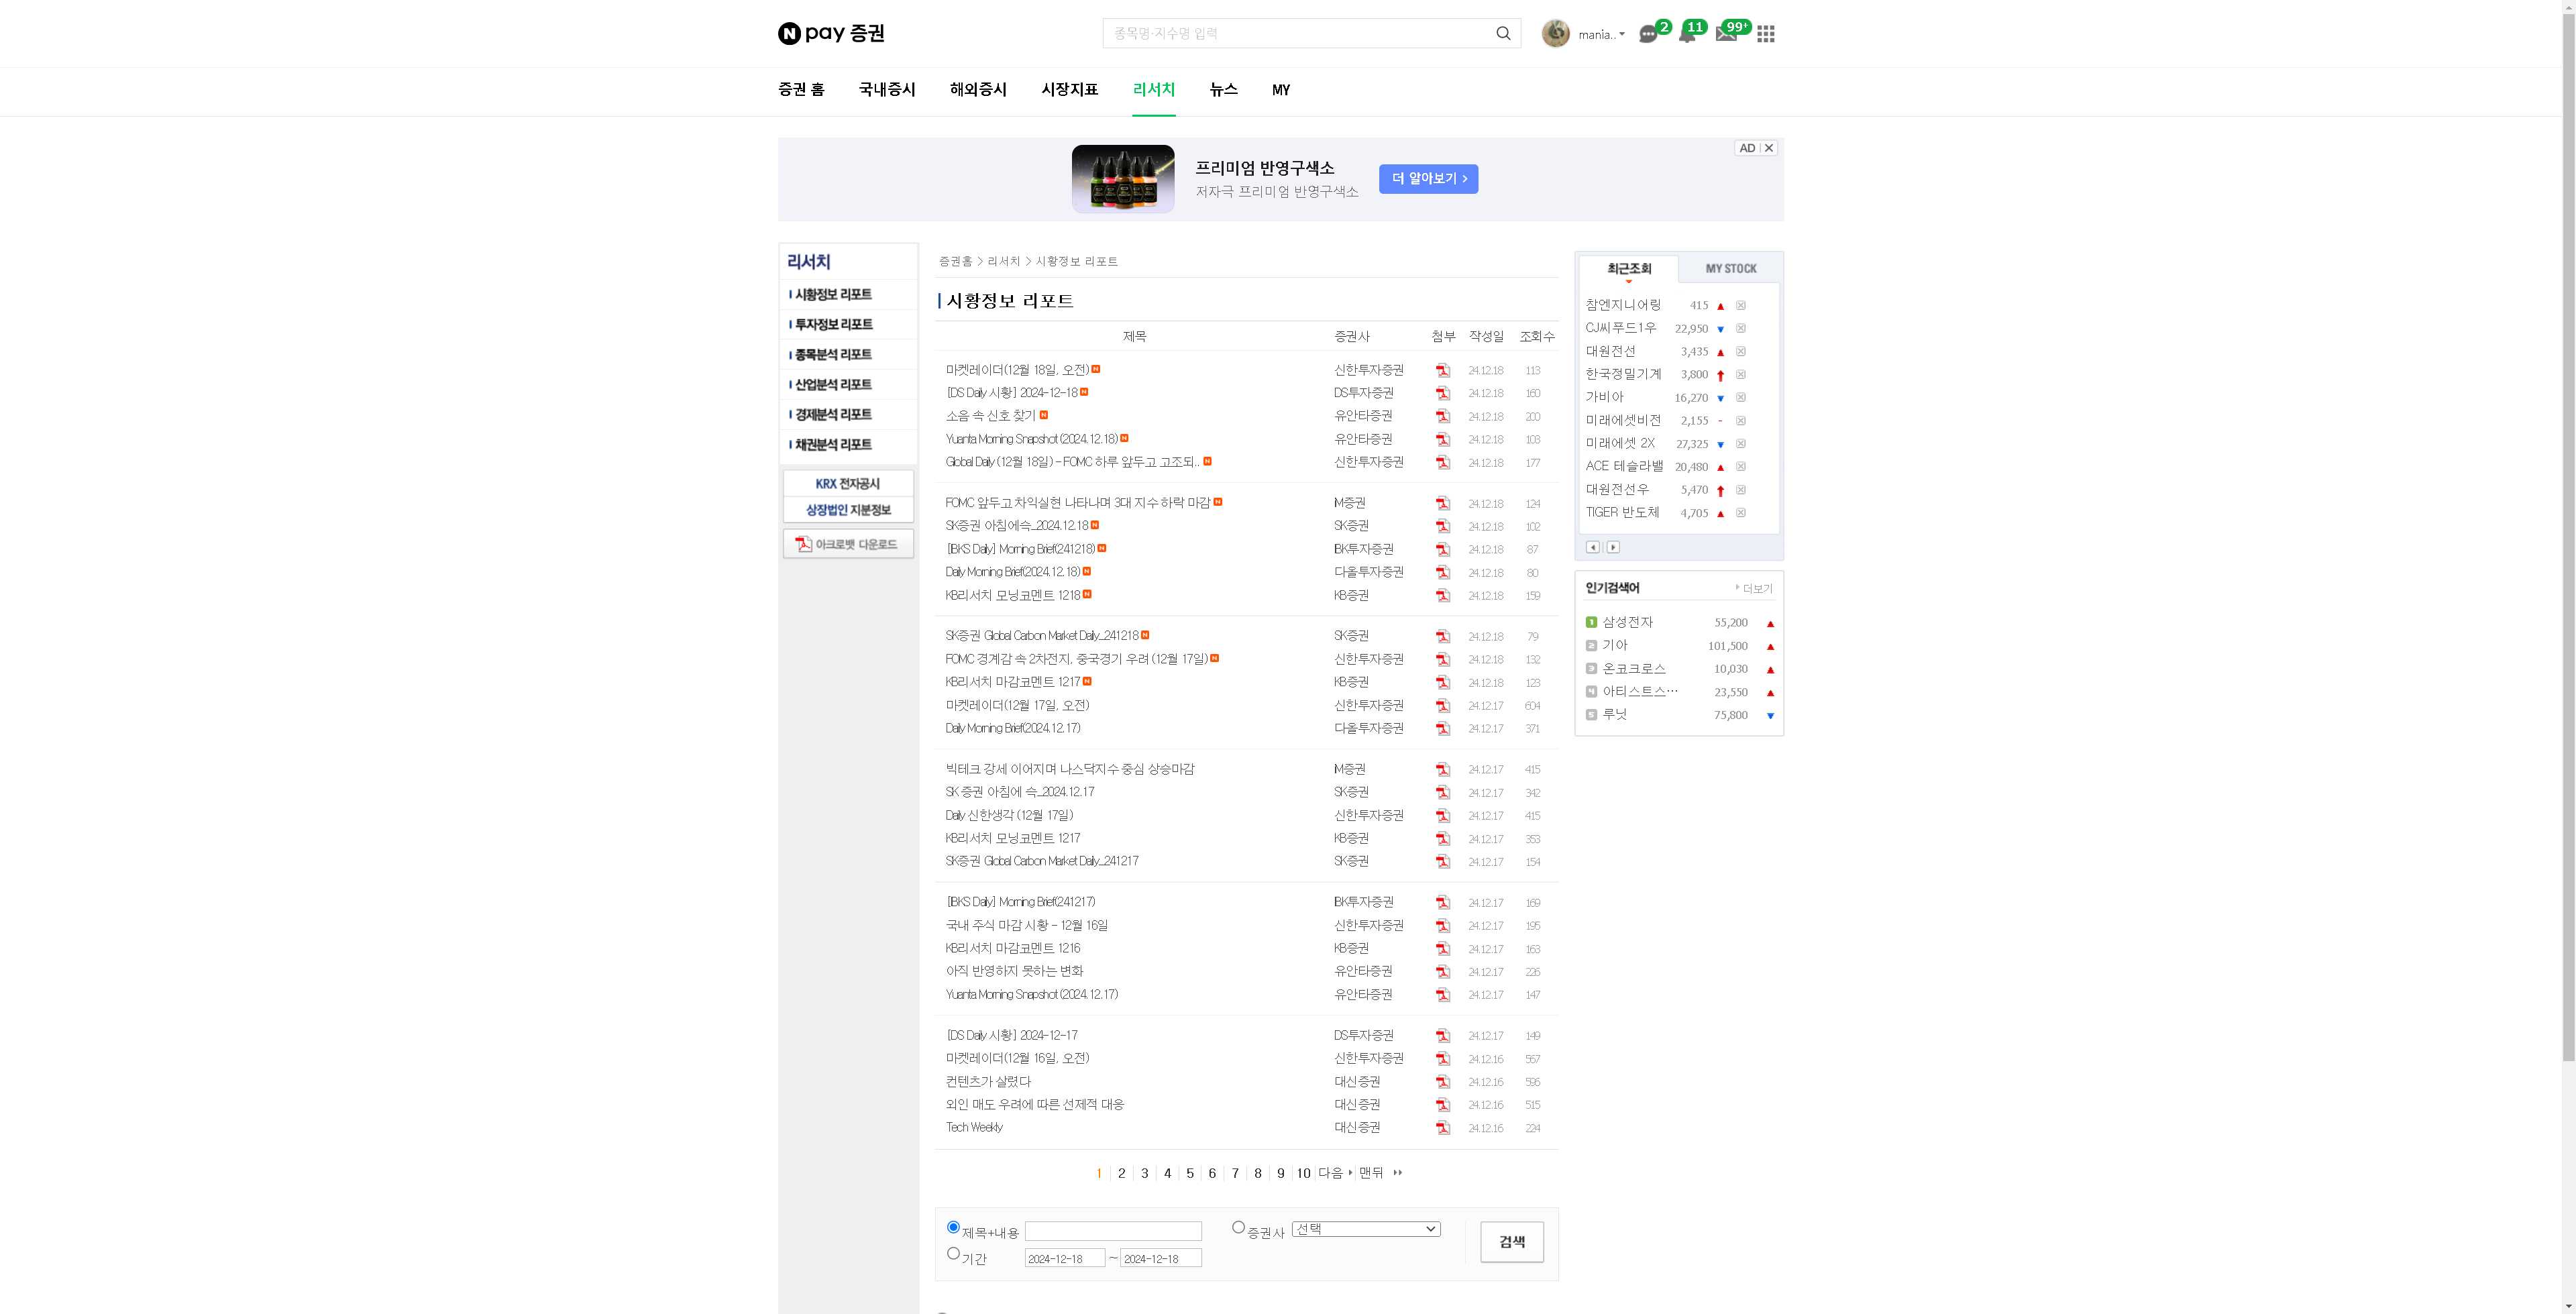 N pay 증권
종목명·지수명 입력
mania..
2
11
99+
증권 홈 국내증시 해외증시 시장지표 리서치 뉴스 MY
프리미엄 반영구색소
저자극 프리미엄 반영구색소
더 알아보기
AD
리서치
시황정보 리포트
투자정보 리포트
종목분석 리포트
산업분석 리포트
경제분석 리포트
채권분석 리포트
KRX 전자공시
상장법인 지분정보
아크로뱃 다운로드
증권홈 > 리서치 > 시황정보 리포트
시황정보 리포트
제목 증권사 첨부 작성일 조회수
마켓레이더(12월 18일, 오전) N 신한투자증권 24.12.18 113
[DS Daily 시황] 2024-12-18 N DS투자증권 24.12.18 160
소음 속 신호 찾기 N 유안타증권 24.12.18 200
Yuanta Morning Snapshot (2024.12.18) N 유안타증권 24.12.18 108
Global Daily (12월 18일) - FOMC 하루 앞두고 고조되.. N 신한투자증권 24.12.18 177
FOMC 앞두고 차익실현 나타나며 3대 지수 하락 마감 N iM증권 24.12.18 124
SK증권 아침에슥_2024.12.18 N SK증권 24.12.18 102
[IBKS Daily] Morning Brief(241218) N IBK투자증권 24.12.18 87
Daily Morning Brief(2024.12.18) N 다올투자증권 24.12.18 80
KB리서치 모닝코멘트 1218 N KB증권 24.12.18 159
SK증권 Global Carbon Market Daily_241218 N SK증권 24.12.18 79
FOMC 경계감 속 2차전지, 중국경기 우려 (12월 17일) N 신한투자증권 24.12.18 132
KB리서치 마감코멘트 1217 N KB증권 24.12.18 123
마켓레이더(12월 17일, 오전) 신한투자증권 24.12.17 604
Daily Morning Brief(2024.12.17) 다올투자증권 24.12.17 371
빅테크 강세 이어지며 나스닥지수 중심 상승마감 iM증권 24.12.17 415
SK 증권 아침에 슥_2024.12.17 SK증권 24.12.17 342
Daily 신한생각 (12월 17일) 신한투자증권 24.12.17 415
KB리서치 모닝코멘트 1217 KB증권 24.12.17 353
SK증권 Global Carbon Market Daily_241217 SK증권 24.12.17 154
[IBKS Daily] Morning Brief(241217) IBK투자증권 24.12.17 169
국내 주식 마감 시황 - 12월 16일 신한투자증권 24.12.17 195
KB리서치 마감코멘트 1216 KB증권 24.12.17 163
아직 반영하지 못하는 변화 유안타증권 24.12.17 226
Yuanta Morning Snapshot (2024.12.17) 유안타증권 24.12.17 147
[DS Daily 시황] 2024-12-17 DS투자증권 24.12.17 149
마켓레이더(12월 16일, 오전) 신한투자증권 24.12.16 567
컨텐츠가 살렸다 대신증권 24.12.16 596
외인 매도 우려에 따른 선제적 대응 대신증권 24.12.16 515
Tech Weekly 대신증권 24.12.16 224
1 2 3 4 5 6 7 8 9 10 다음 맨뒤
제목+내용 증권사 선택
기간 2024-12-18 ~ 2024-12-18
검색
최근조회 MY STOCK
참엔지니어링 415 ▲
CJ씨푸드1우 22,950 ▼
대원전선 3,435 ▲
한국정밀기계 3,800 ↑
가비아 16,270 ▼
미래에셋비전 2,155 -
미래에셋 2X 27,325 ▼
ACE 테슬라밸 20,480 ▲
대원전선우 5,470 ↑
TIGER 반도체 4,705 ▲
인기검색어 더보기
1 삼성전자 55,200 ▲
2 기아 101,500 ▲
3 온코크로스 10,030 ▲
4 아티스트스… 23,550 ▲
5 루닛 75,800 ▼